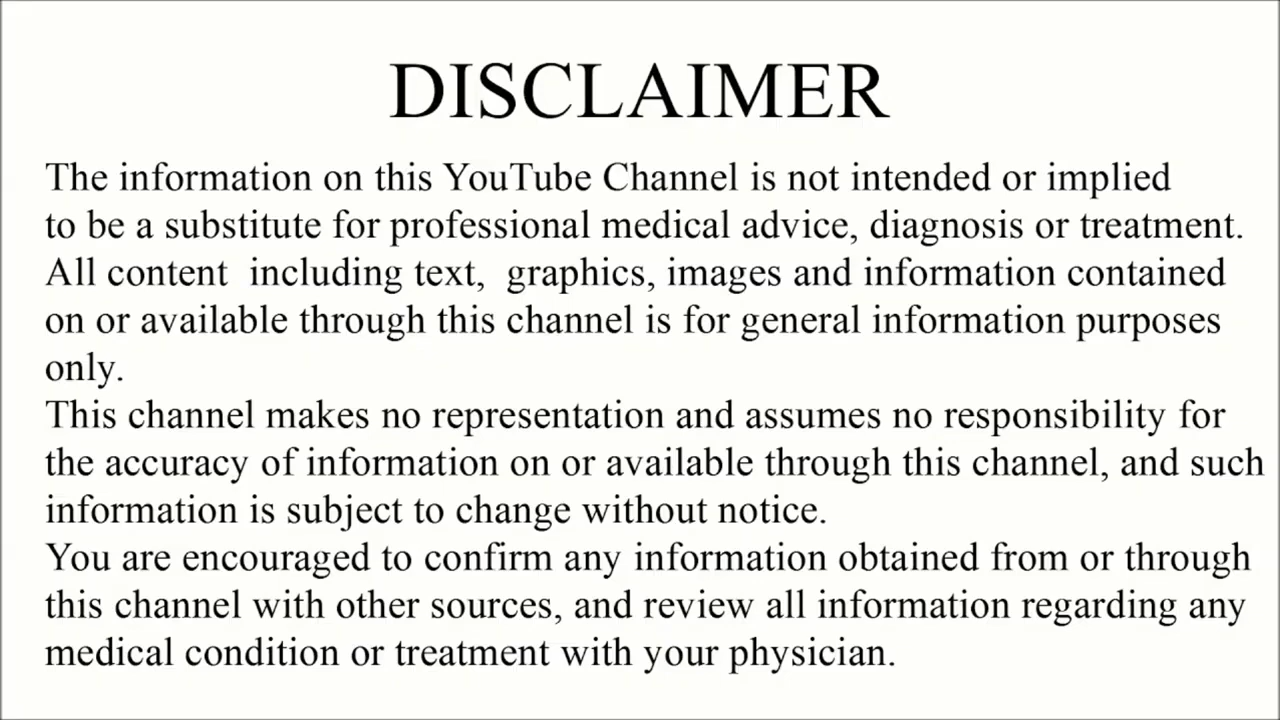 DISCLAIMER
The information on this YouTube Channel is not intended or implied
to be a substitute for professional medical advice, diagnosis or treatment.
All content  including text,  graphics, images and information contained
on or available through this channel is for general information purposes
only.
This channel makes no representation and assumes no responsibility for
the accuracy of information on or available through this channel, and such
information is subject to change without notice.
You are encouraged to confirm any information obtained from or through
this channel with other sources, and review all information regarding any
medical condition or treatment with your physician.